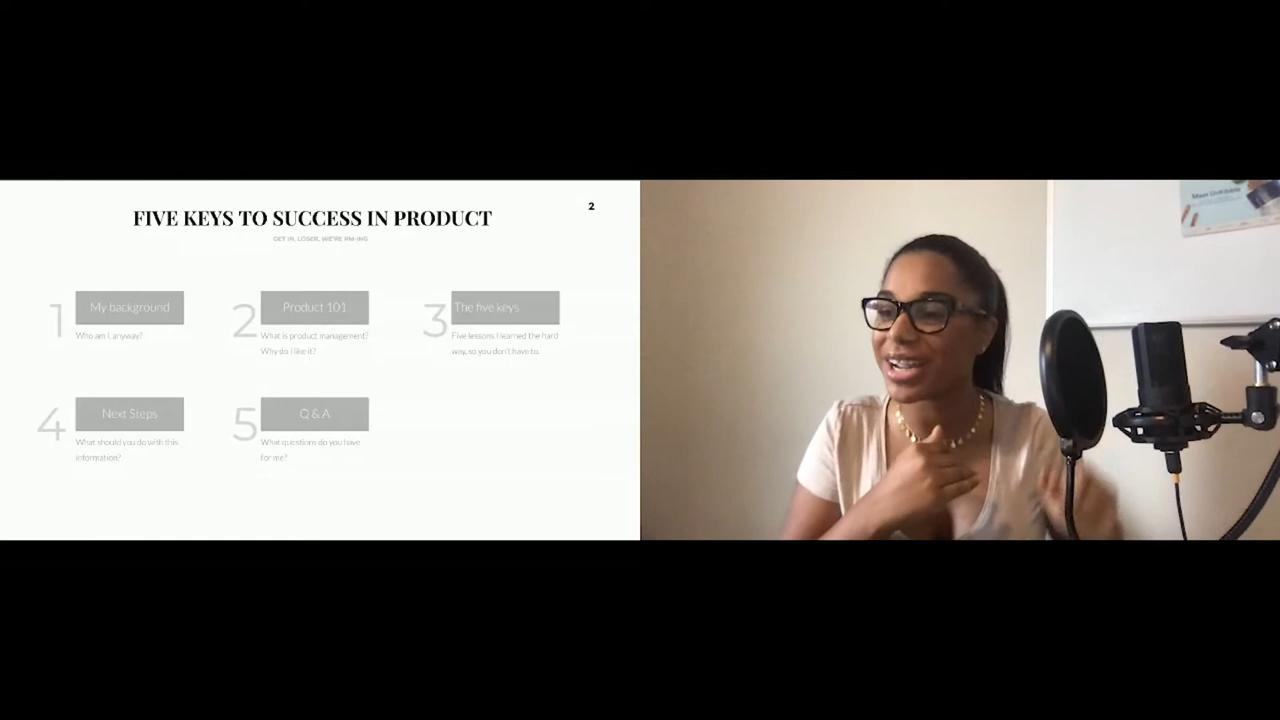 FIVE KEYS TO SUCCESS IN PRODUCT
2
GET IN, LOSER, WE'RE PM-ING
1
My background
Who am I, anyway?
2
Product 101
What is product management?
Why do I like it?
3
The five keys
Five lessons I learned the hard
way, so you don't have to.
4
Next Steps
What should you do with this
information?
5
Q & A
What questions do you have
for me?